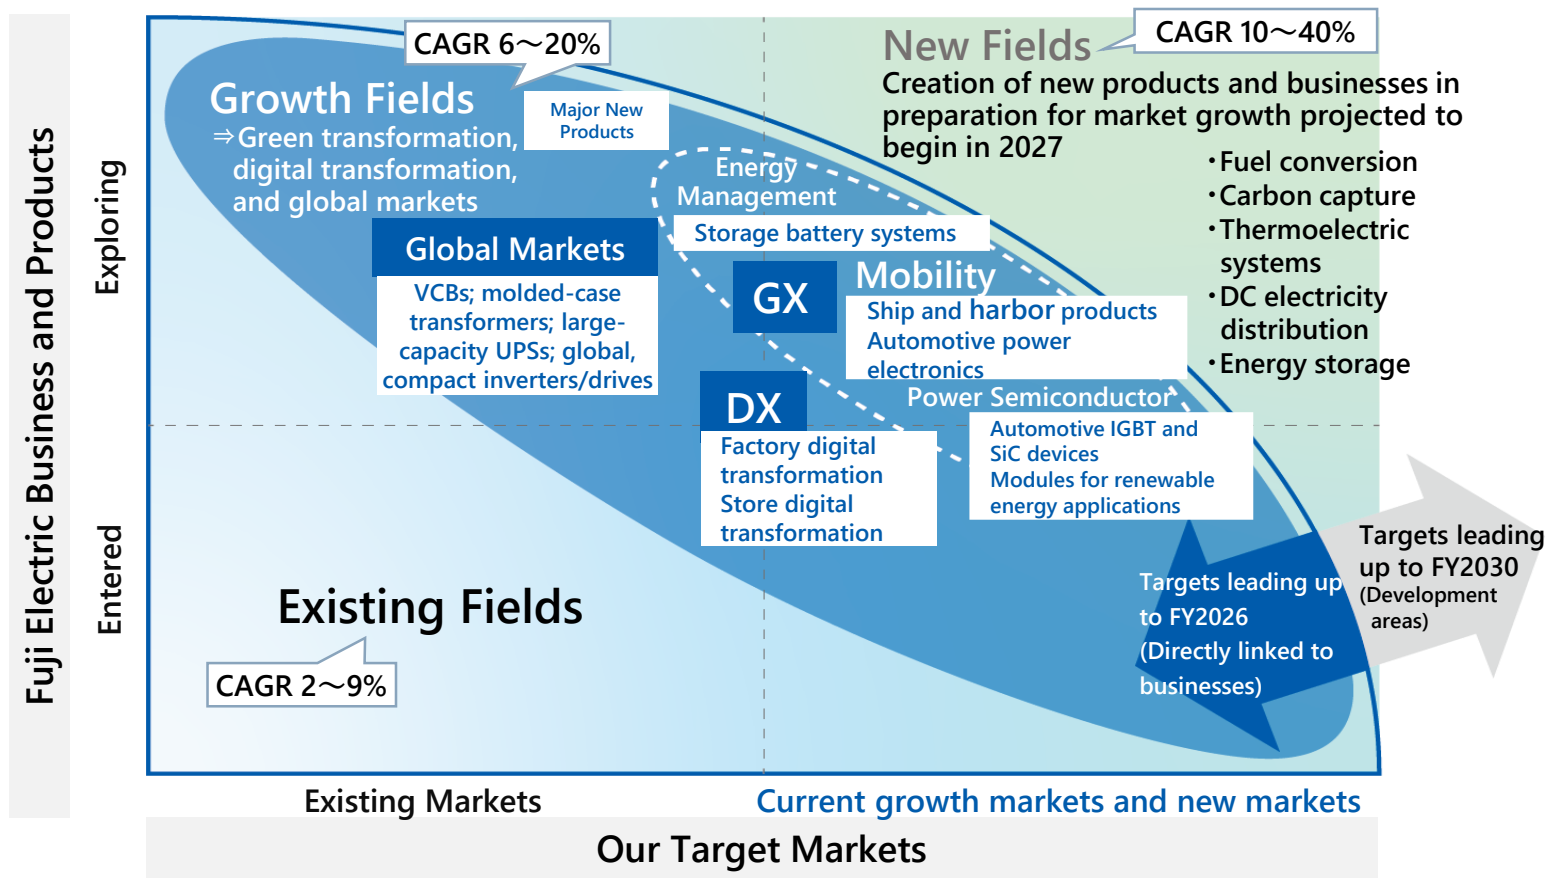 Fuji Electric Business and Products
Exploring
Entered
CAGR 6～20%
Growth Fields
⇒Green transformation,
digital transformation,
and global markets
Major New
Products
New Fields
CAGR 10～40%
Creation of new products and businesses in
preparation for market growth projected to
begin in 2027
・Fuel conversion
・Carbon capture
・Thermoelectric
systems
・DC electricity
distribution
・Energy storage
Energy
Management
Storage battery systems
Global Markets
VCBs; molded-case
transformers; large-
capacity UPSs; global,
compact inverters/drives
GX
Mobility
Ship and harbor products
Automotive power
electronics
DX
Factory digital
transformation
Store digital
transformation
Power Semiconductor
Automotive IGBT and
SiC devices
Modules for renewable
energy applications
Existing Fields
CAGR 2～9%
Targets leading up
to FY2026
(Directly linked to
businesses)
Targets leading
up to FY2030
(Development
areas)
Existing Markets
Current growth markets and new markets
Our Target Markets